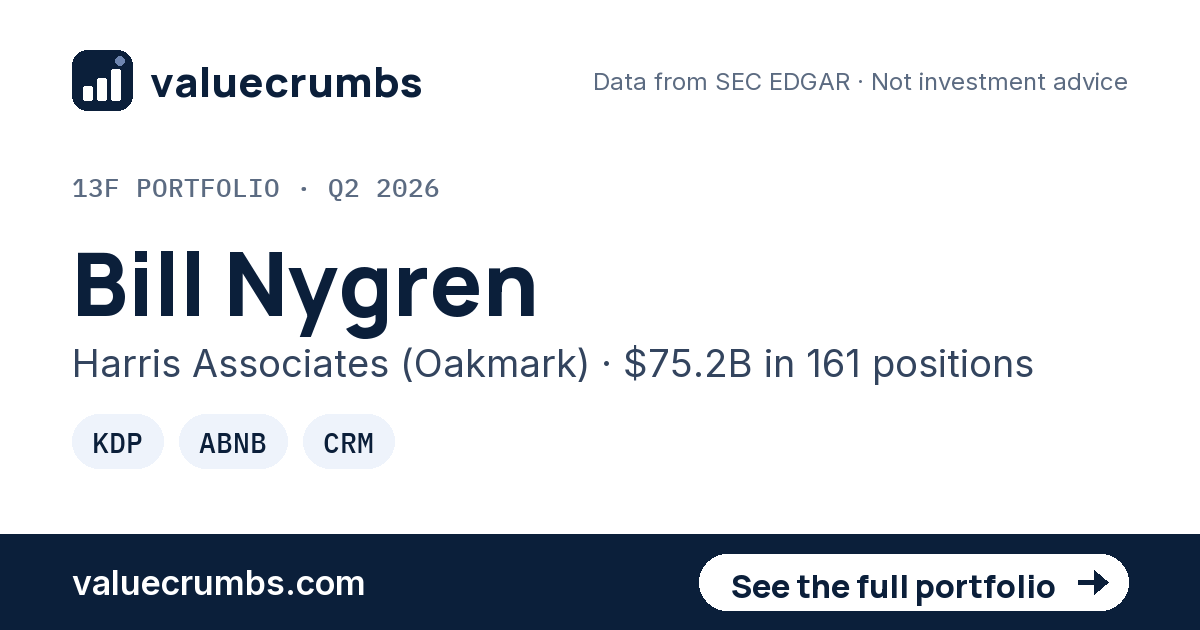 valuecrumbs
Data from SEC EDGAR · Not investment advice
13F PORTFOLIO · Q2 2026
Bill Nygren
Harris Associates (Oakmark) · $75.2B in 161 positions
KDP ABNB CRM
valuecrumbs.com
See the full portfolio →